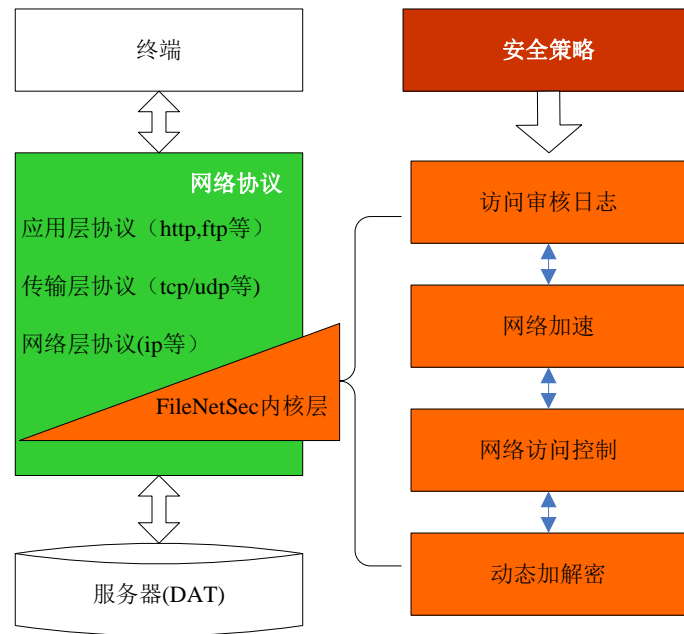 终端
安全策略
网络协议
应用层协议（http,ftp等）
传输层协议（tcp/udp等)
网络层协议(ip等）
FileNetSec内核层
服务器(DAT)
访问审核日志
网络加速
网络访问控制
动态加解密